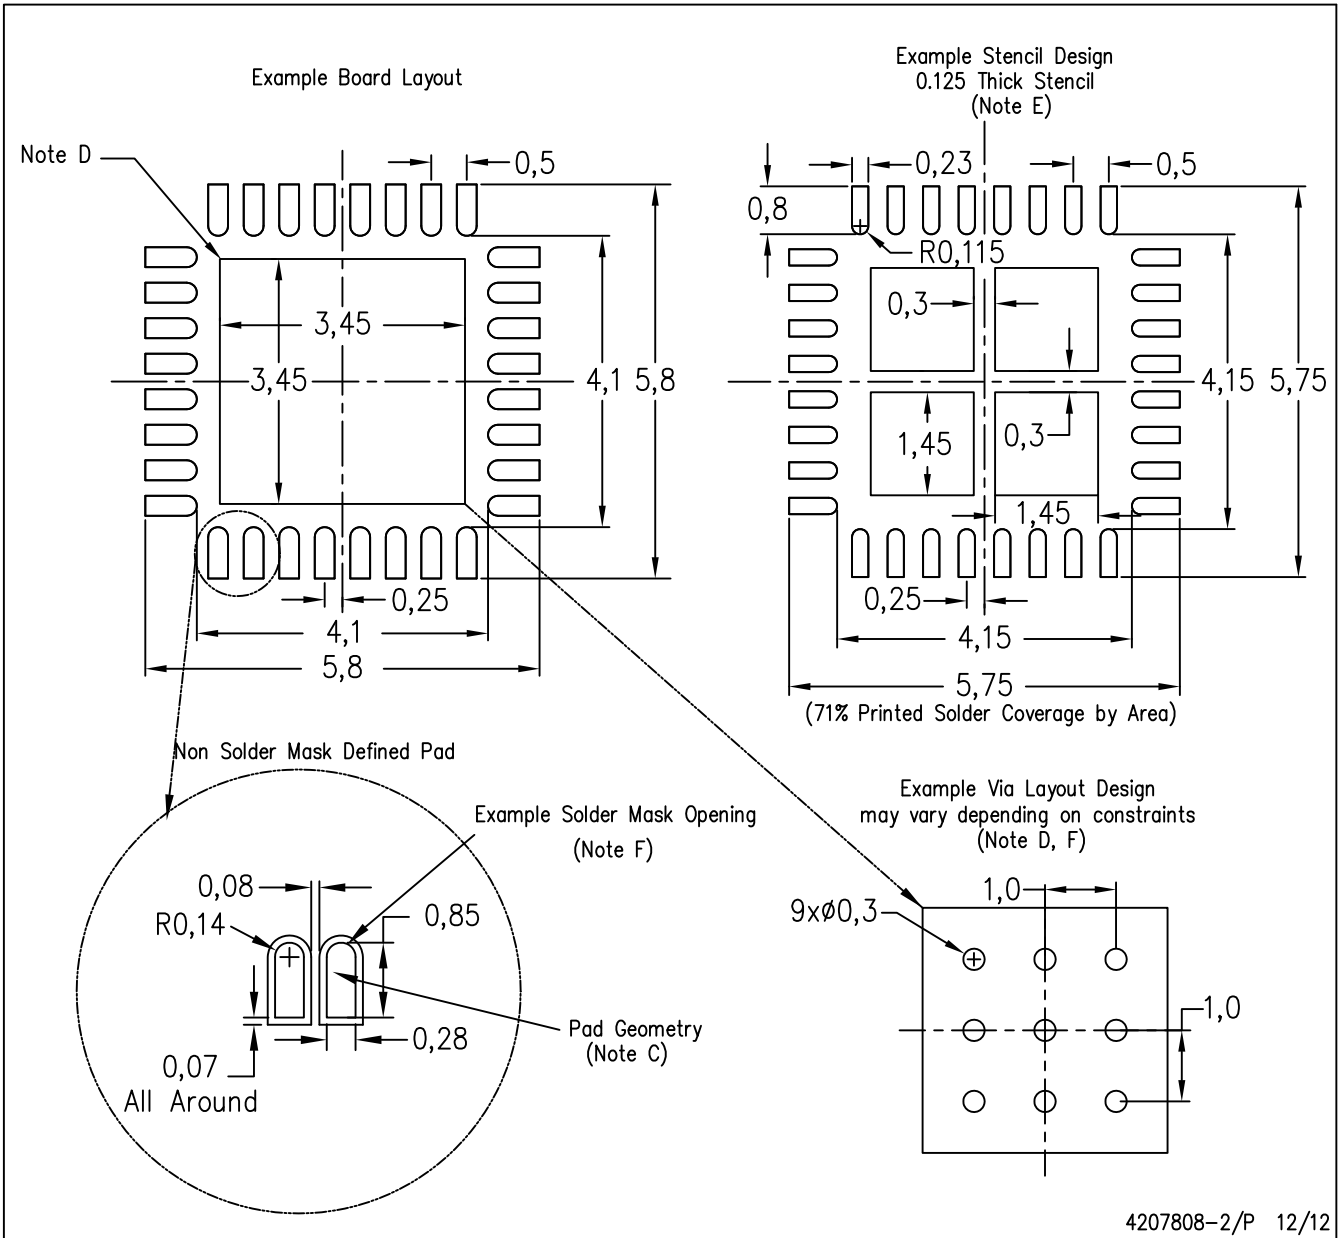 Example Board Layout
Note D
0,5
3,45
3,45
4,1
5,8
0,25
4,1
5,8
Example Stencil Design
0.125 Thick Stencil
(Note E)
0,23
0,5
0,8
R0,115
0,3
4,15
5,75
1,45
0,3
1,45
0,25
4,15
5,75
(71% Printed Solder Coverage by Area)
Non Solder Mask Defined Pad
Example Solder Mask Opening
(Note F)
0,08
R0,14
0,85
Pad Geometry
(Note C)
0,28
0,07
All Around
Example Via Layout Design
may vary depending on constraints
(Note D, F)
1,0
9xø0,3
1,0
4207808-2/P 12/12